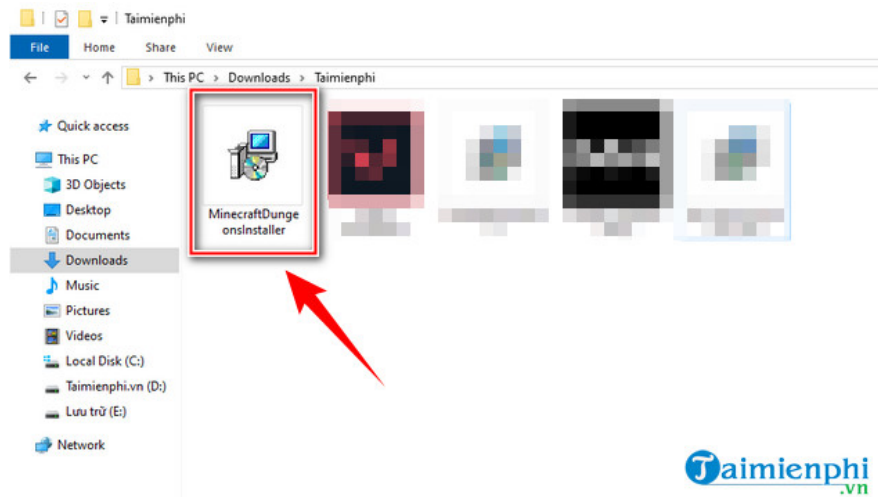 Taimienphi
File Home Share View
This PC > Downloads > Taimienphi
Quick access
This PC
3D Objects
Desktop
Documents
Downloads
Music
Pictures
Videos
Local Disk (C:)
Taimienphi.vn (D:)
Lưu trữ (E:)
Network
MinecraftDunge
onsInstaller
Taimienphi
.vn